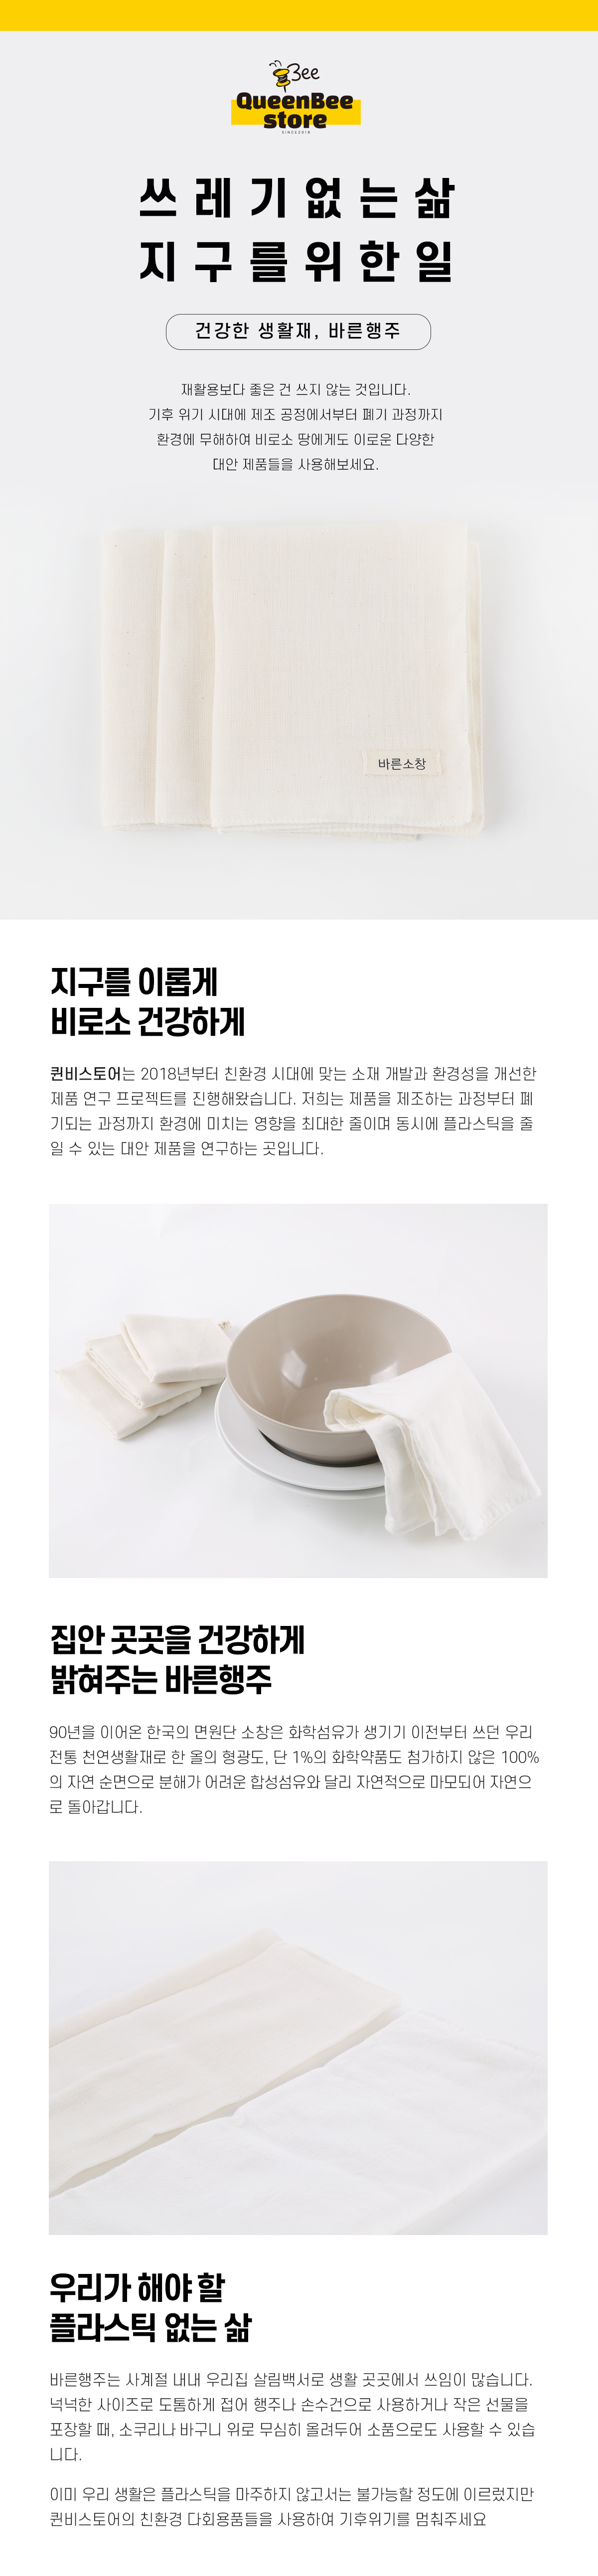 Bee
QueenBee
store
SINCE2018
쓰레기없는삶
지구를위한일
건강한 생활재, 바른행주
재활용보다 좋은 건 쓰지 않는 것입니다.
기후 위기 시대에 제조 공정에서부터 폐기 과정까지
환경에 무해하여 비로소 땅에게도 이로운 다양한
대안 제품들을 사용해보세요.
바른소창
지구를 이롭게
비로소 건강하게
퀸비스토어는 2018년부터 친환경 시대에 맞는 소재 개발과 환경성을 개선한
제품 연구 프로젝트를 진행해왔습니다. 저희는 제품을 제조하는 과정부터 폐
기되는 과정까지 환경에 미치는 영향을 최대한 줄이며 동시에 플라스틱을 줄
일 수 있는 대안 제품을 연구하는 곳입니다.
집안 곳곳을 건강하게
밝혀주는 바른행주
90년을 이어온 한국의 면원단 소창은 화학섬유가 생기기 이전부터 쓰던 우리
전통 천연생활재로 한 올의 형광도, 단 1%의 화학약품도 첨가하지 않은 100%
의 자연 순면으로 분해가 어려운 합성섬유와 달리 자연적으로 마모되어 자연으
로 돌아갑니다.
우리가 해야 할
플라스틱 없는 삶
바른행주는 사계절 내내 우리집 살림백서로 생활 곳곳에서 쓰임이 많습니다.
넉넉한 사이즈로 도톰하게 접어 행주나 손수건으로 사용하거나 작은 선물을
포장할 때, 소쿠리나 바구니 위로 무심히 올려두어 소품으로도 사용할 수 있습
니다.
이미 우리 생활은 플라스틱을 마주하지 않고서는 불가능할 정도에 이르렀지만
퀸비스토어의 친환경 다회용품들을 사용하여 기후위기를 멈춰주세요